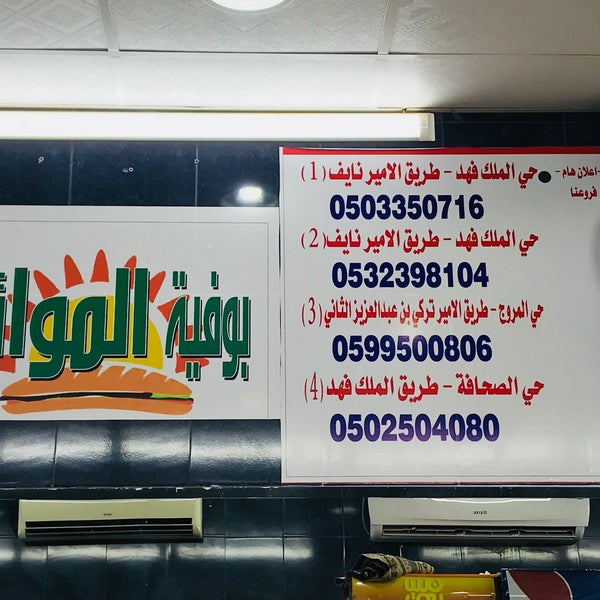 -اعلان هام -
فروعنا
حي الملك فهد - طريق الامير نايف (1)
0503350716
حي الملك فهد - طريق الامير نايف (2)
0532398104
حي المروج - طريق الامير تركي بن عبدالعزيز الثاني (3)
0599500806
حي الصحافة - طريق الملك فهد (4)
0502504080
بوفية